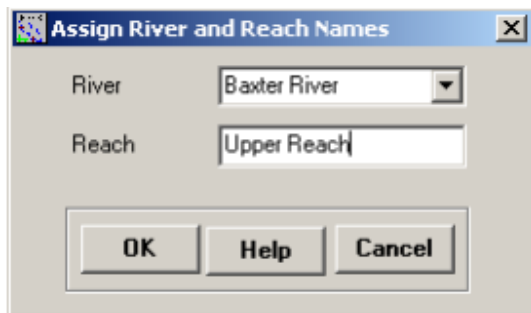 Assign River and Reach Names
River Baxter River
Reach Upper Reach
OK Help Cancel